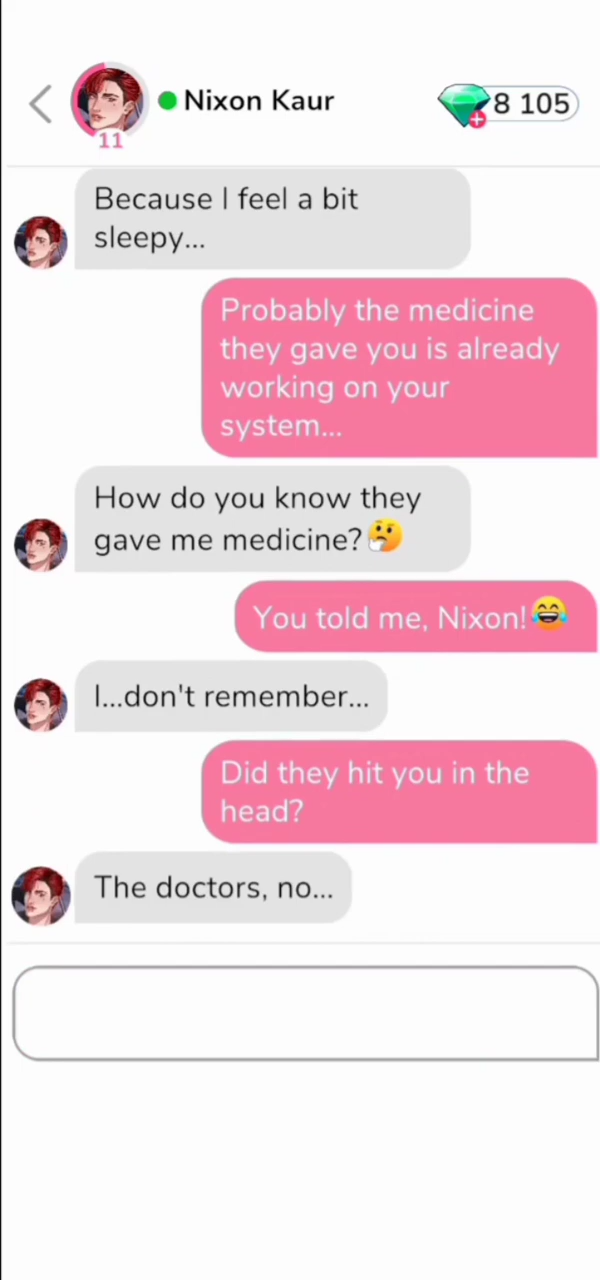 Nixon Kaur
8 105
11
Because I feel a bit
sleepy...
Probably the medicine
they gave you is already
working on your
system...
How do you know they
gave me medicine?🤔
You told me, Nixon!😂
I...don't remember...
Did they hit you in the
head?
The doctors, no...